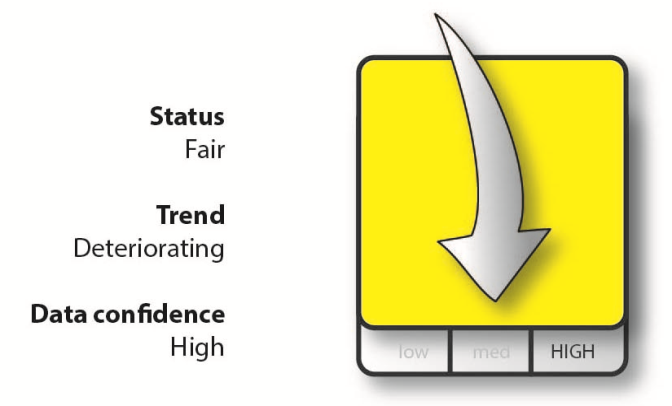 Status
Fair
Trend
Deteriorating
Data confidence
High
low
med
HIGH